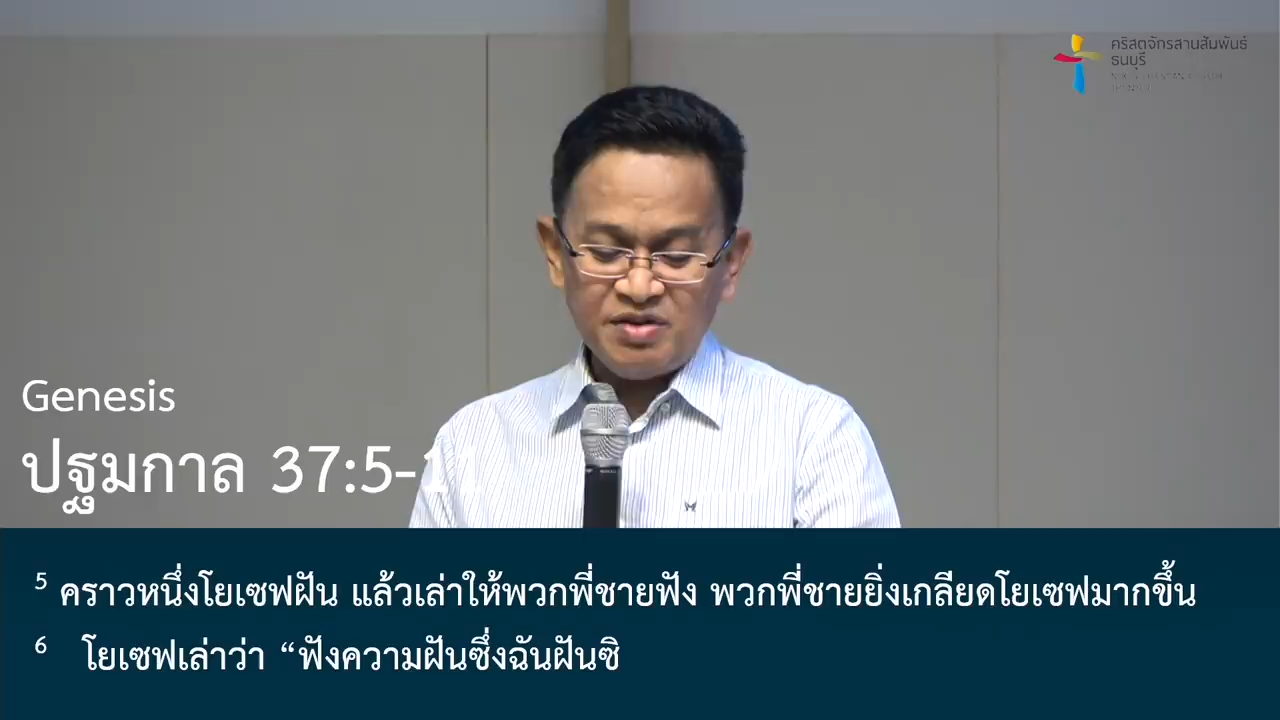 คริสตจักรสานสัมพันธ์
ธนบุรี
Genesis
ปฐมกาล 37:5-11
5 คราวหนึ่งโยเซฟฝัน แล้วเล่าให้พวกพี่ชายฟัง พวกพี่ชายยิ่งเกลียดโยเซฟมากขึ้น
6 โยเซฟเล่าว่า “ฟังความฝันซึ่งฉันฝันซิ